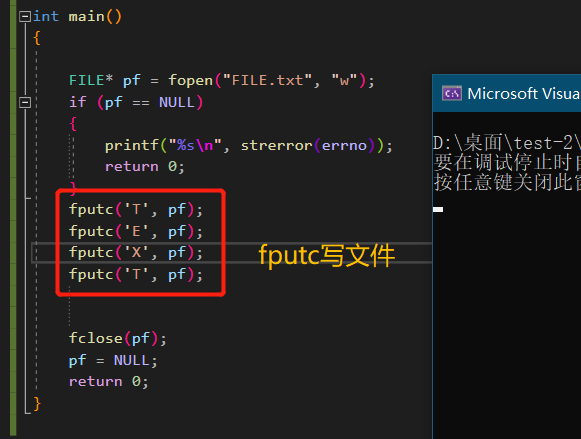 int main()
{
FILE* pf = fopen("FILE.txt", "w");
if (pf == NULL)
{
printf("%s\n", strerror(errno));
return 0;
}
fputc('T', pf);
fputc('E', pf);
fputc('X', pf);
fputc('T', pf);
fputc写文件
fclose(pf);
pf = NULL;
return 0;
}
Microsoft Visua
D:\桌面\test-2\
要在调试停止时
按任意键关闭此